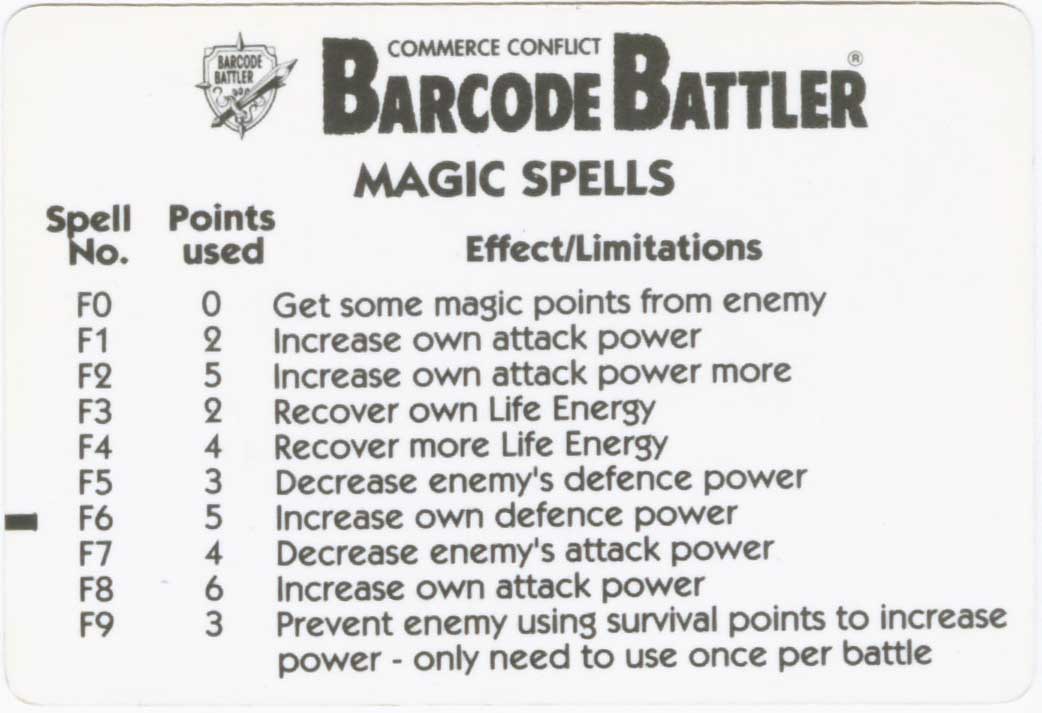 BARCODE
BATTLER
COMMERCE CONFLICT
BARCODE BATTLER ®
MAGIC SPELLS
Spell No. Points used Effect/Limitations
F0 0 Get some magic points from enemy
F1 2 Increase own attack power
F2 5 Increase own attack power more
F3 2 Recover own Life Energy
F4 4 Recover more Life Energy
F5 3 Decrease enemy's defence power
F6 5 Increase own defence power
F7 4 Decrease enemy's attack power
F8 6 Increase own attack power
F9 3 Prevent enemy using survival points to increase
power - only need to use once per battle